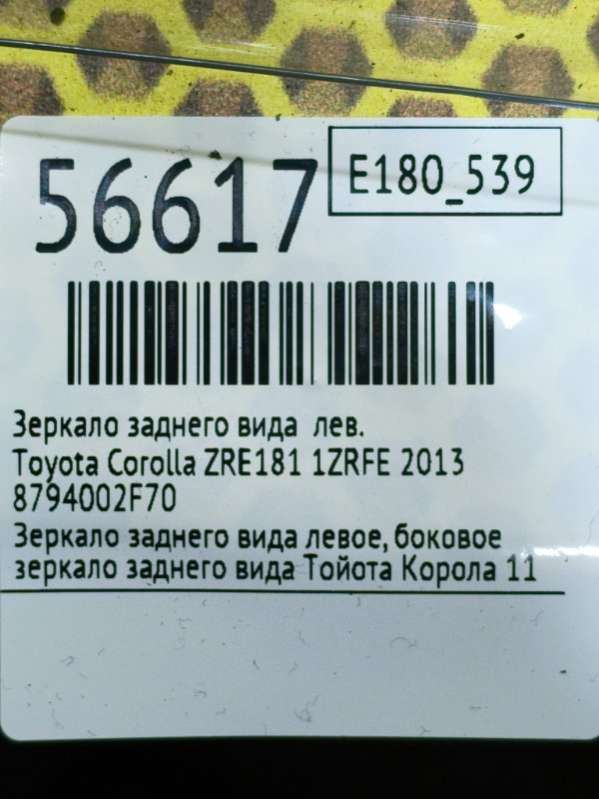 56617
E180_539
Зеркало заднего вида лев.
Toyota Corolla ZRE181 1ZRFE 2013
8794002F70
Зеркало заднего вида левое, боковое
зеркало заднего вида Тойота Корола 11